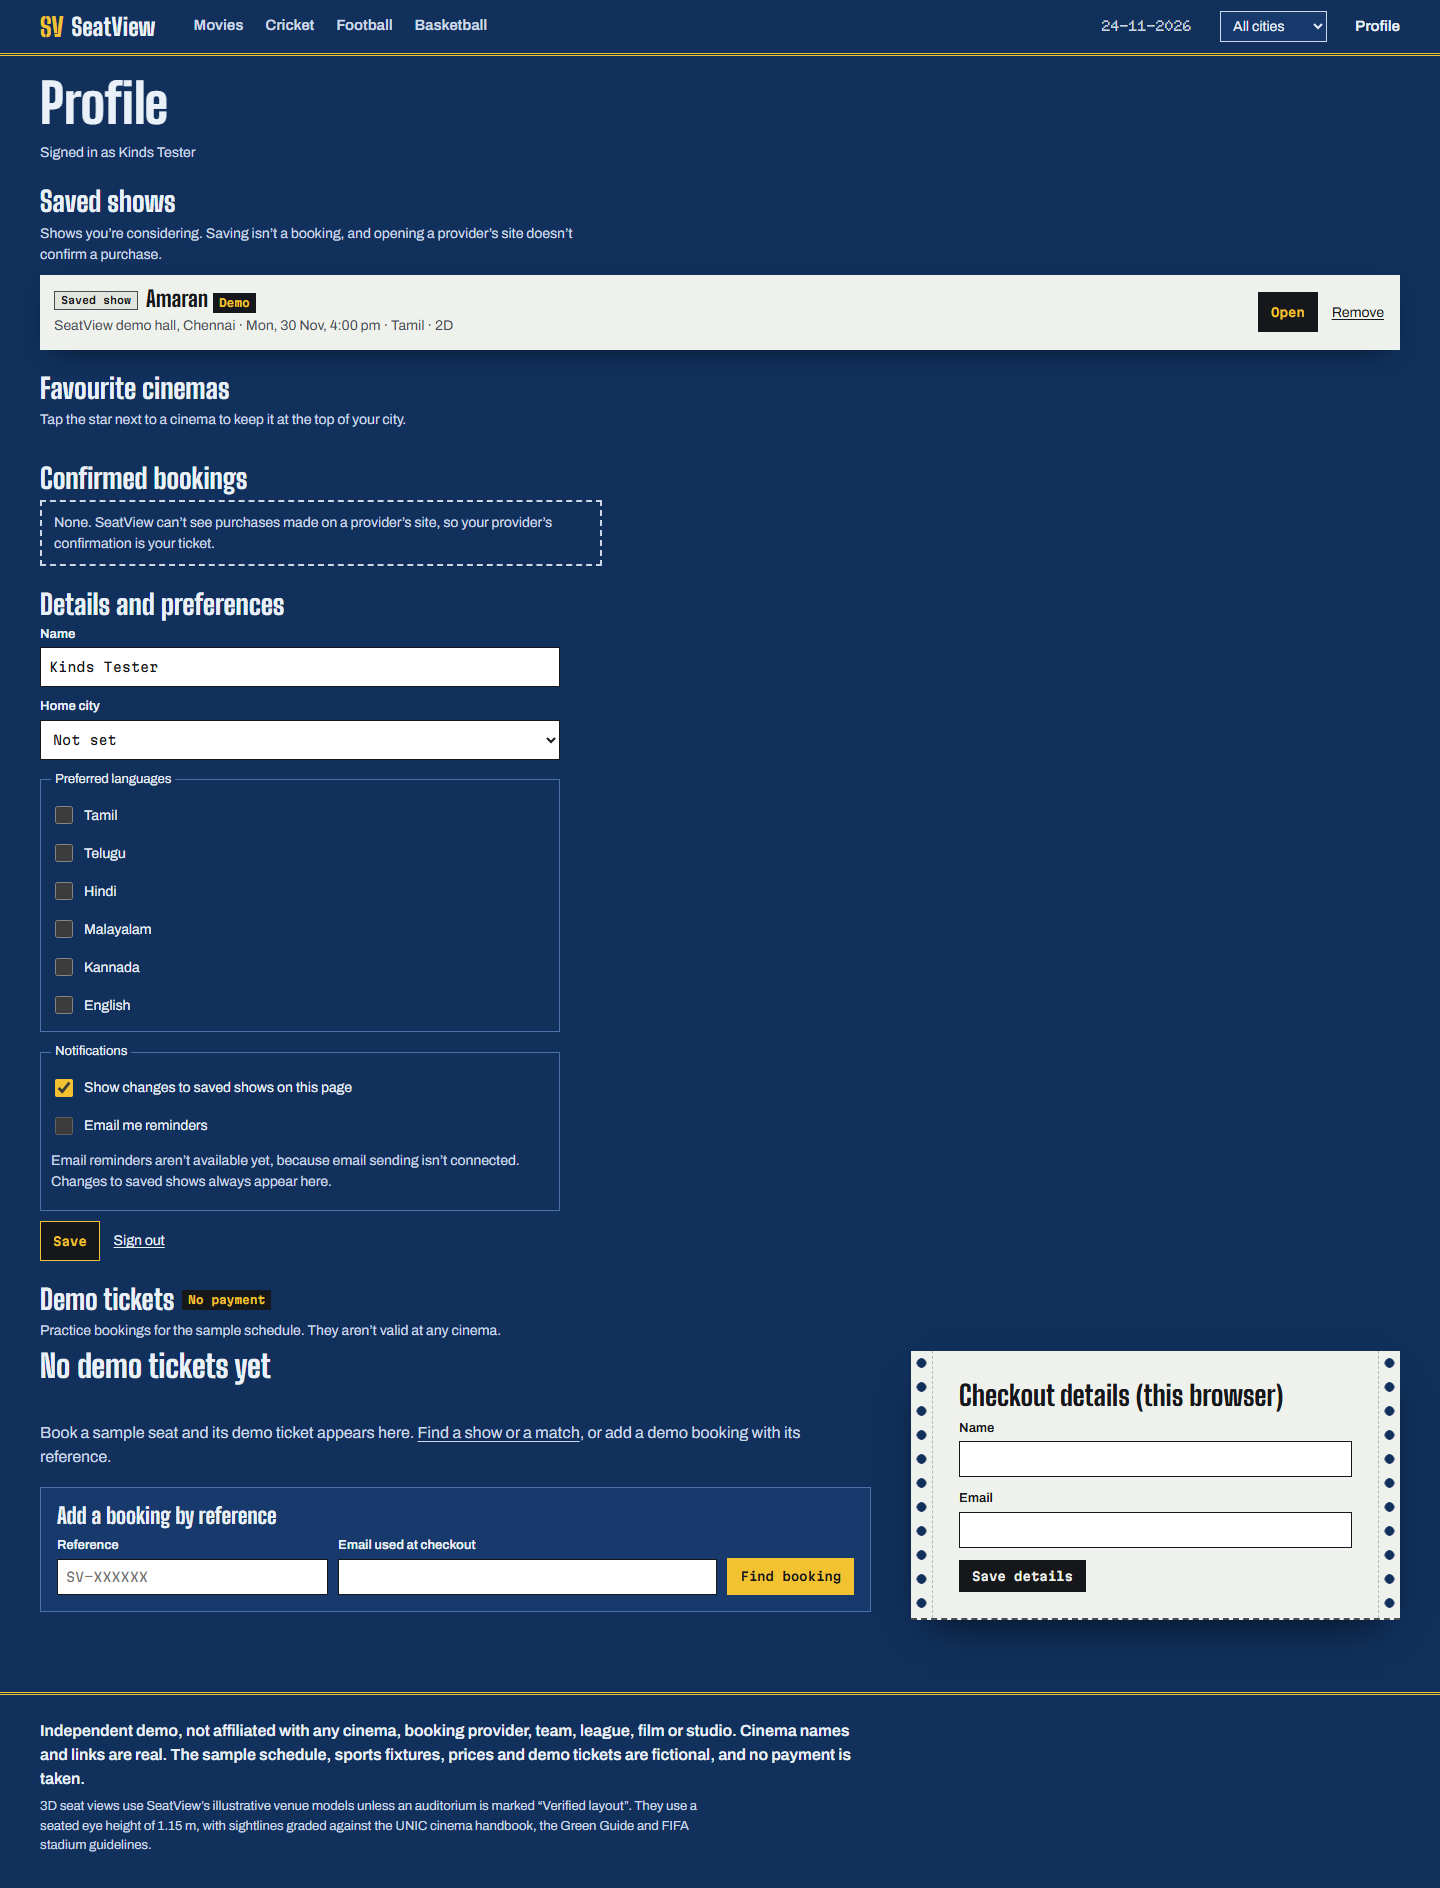 SV SeatView
Movies Cricket Football Basketball
24-11-2026
All cities
Profile
Profile
Signed in as Kinds Tester
Saved shows
Shows you’re considering. Saving isn’t a booking, and opening a provider’s site doesn’t
confirm a purchase.
Saved show Amaran Demo
SeatView demo hall, Chennai · Mon, 30 Nov, 4:00 pm · Tamil · 2D
Open
Remove
Favourite cinemas
Tap the star next to a cinema to keep it at the top of your city.
Confirmed bookings
None. SeatView can’t see purchases made on a provider’s site, so your provider’s
confirmation is your ticket.
Details and preferences
Name
Kinds Tester
Home city
Not set
Preferred languages
Tamil
Telugu
Hindi
Malayalam
Kannada
English
Notifications
Show changes to saved shows on this page
Email me reminders
Email reminders aren’t available yet, because email sending isn’t connected.
Changes to saved shows always appear here.
Save
Sign out
Demo tickets No payment
Practice bookings for the sample schedule. They aren’t valid at any cinema.
No demo tickets yet
Book a sample seat and its demo ticket appears here. Find a show or a match, or add a demo booking with its
reference.
Add a booking by reference
Reference
Email used at checkout
SV-XXXXXX
Find booking
Checkout details (this browser)
Name
Email
Save details
Independent demo, not affiliated with any cinema, booking provider, team, league, film or studio. Cinema names
and links are real. The sample schedule, sports fixtures, prices and demo tickets are fictional, and no payment is
taken.
3D seat views use SeatView’s illustrative venue models unless an auditorium is marked “Verified layout”. They use a
seated eye height of 1.15 m, with sightlines graded against the UNIC cinema handbook, the Green Guide and FIFA
stadium guidelines.